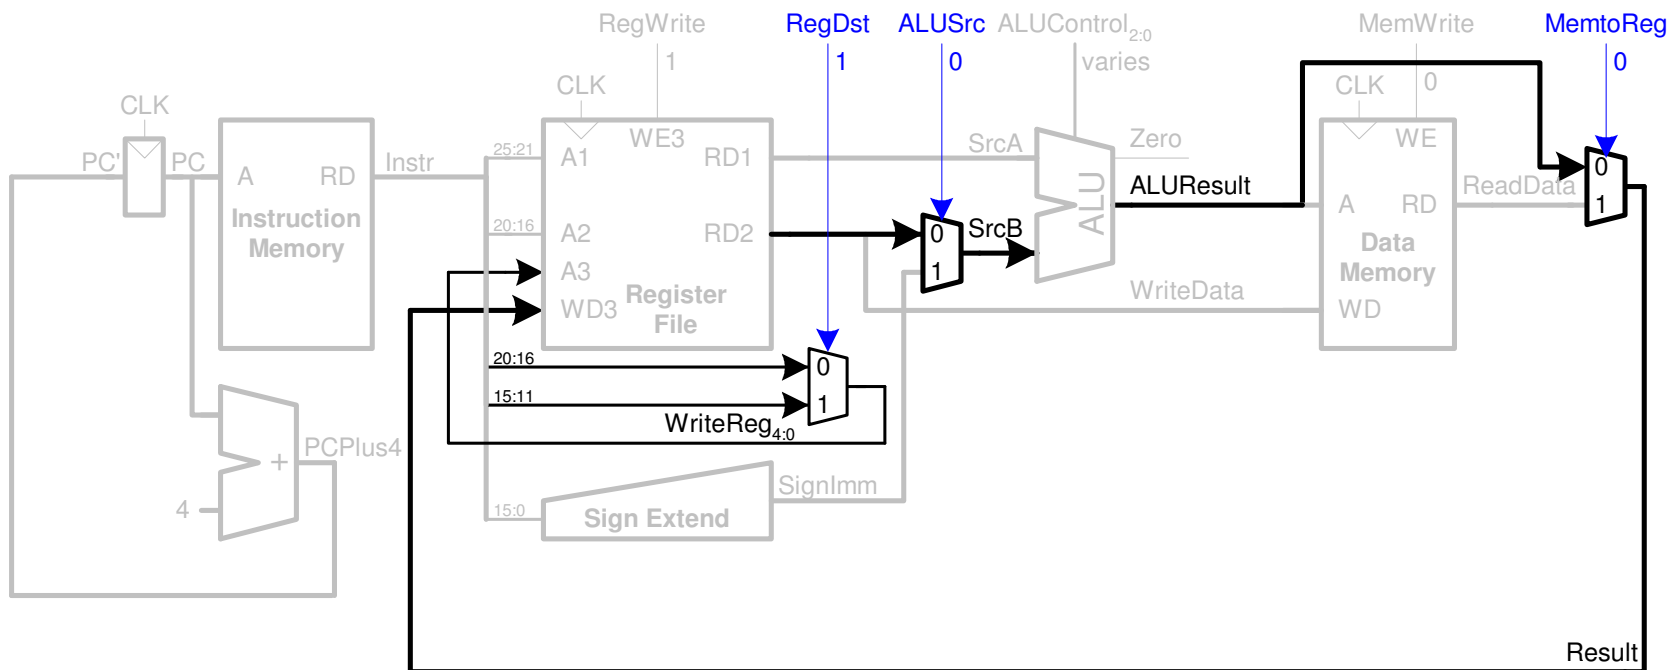 RegWrite RegDst ALUSrc ALUControl2:0 MemWrite MemtoReg
1 1 0 varies 0 0
CLK CLK CLK
PC' PC A RD Instr 25:21 A1 WE3 RD1 SrcA Zero WE 0 ReadData
Instruction Memory
20:16 A2 RD2 0 SrcB ALU ALUResult A RD 1
A3 1 Data Memory
WD3 Register File WriteData WD
20:16 0
15:11 1
WriteReg4:0
PCPlus4
+
SignImm
4 15:0 Sign Extend
Result